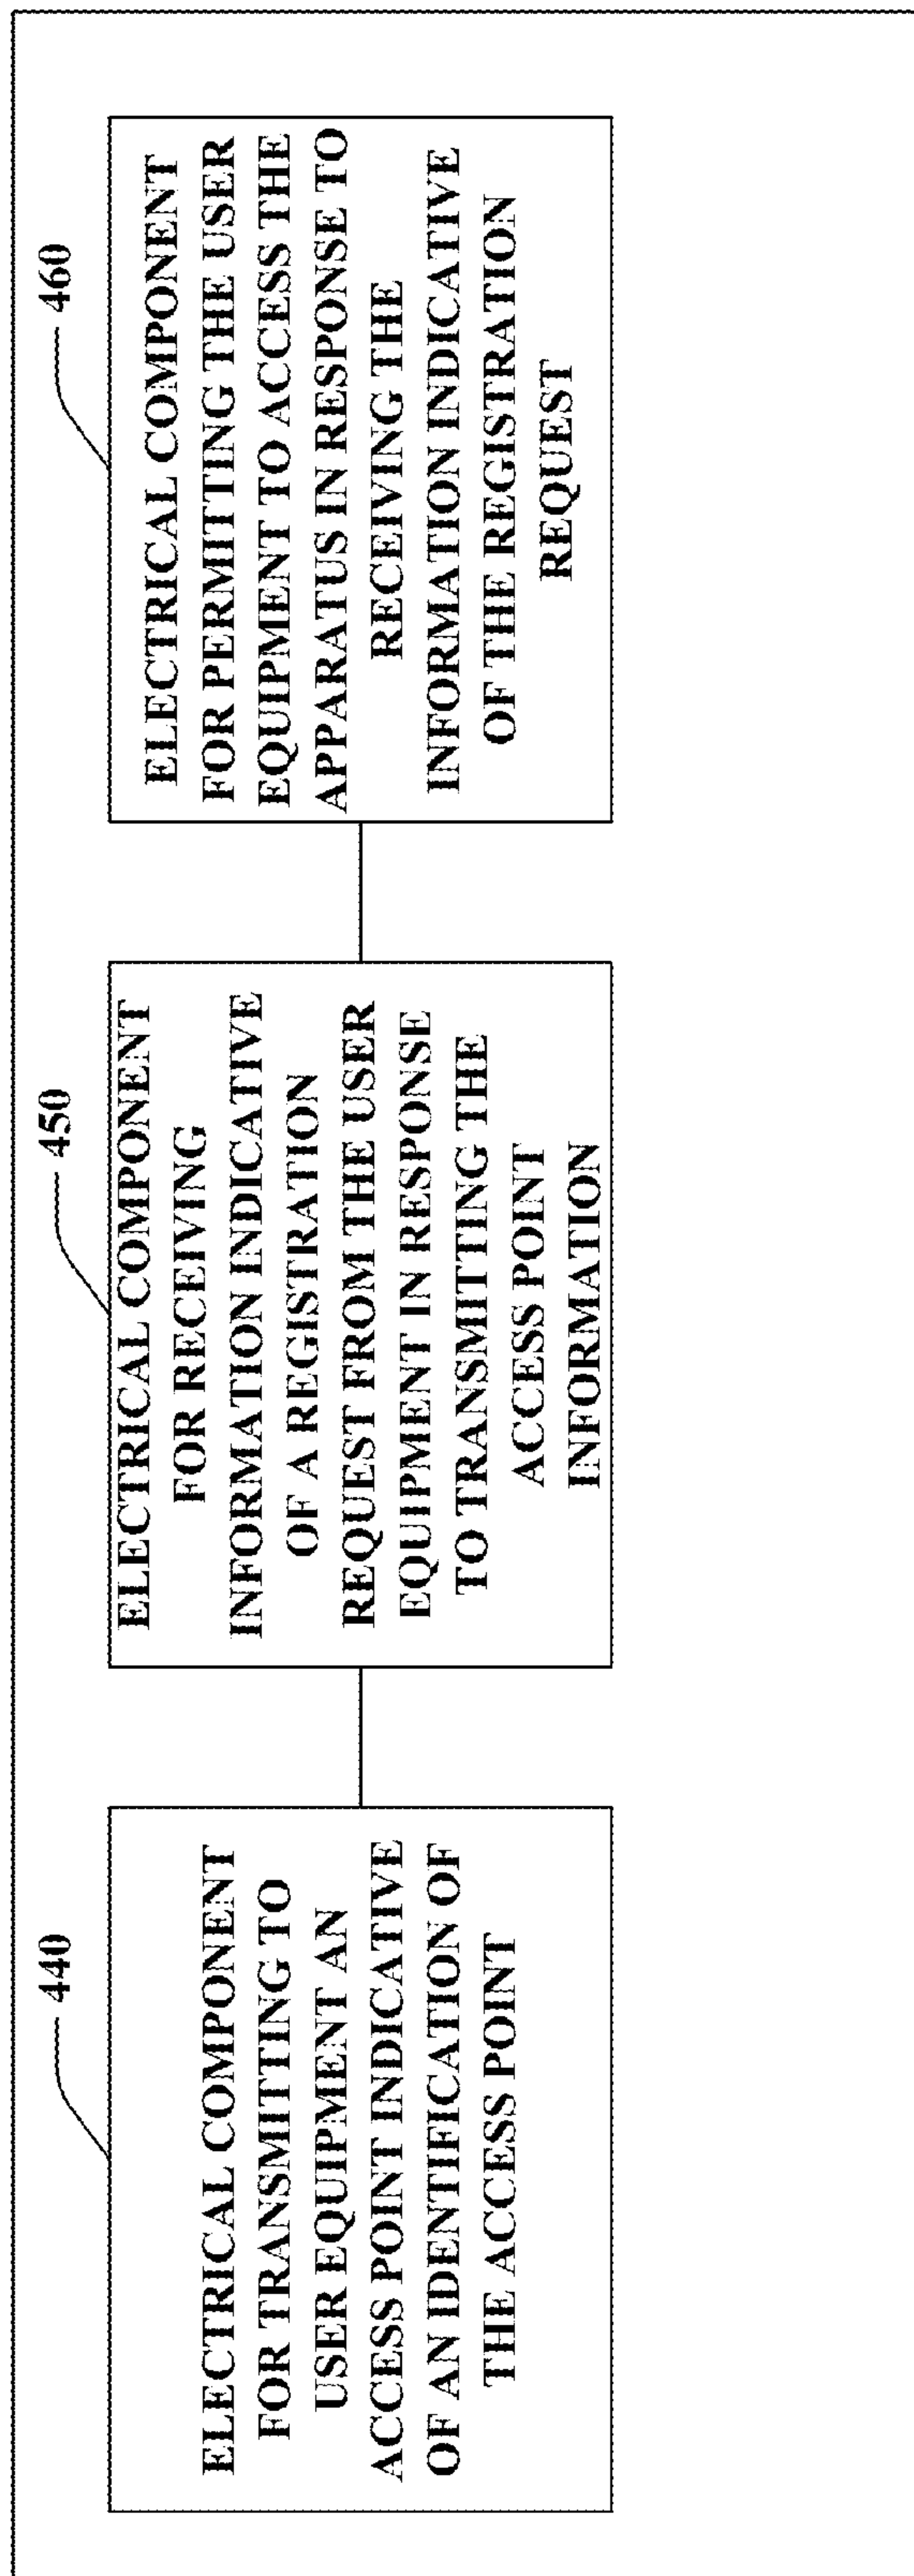 440
ELECTRICAL COMPONENT
FOR TRANSMITTING TO
USER EQUIPMENT AN
ACCESS POINT INDICATIVE
OF AN IDENTIFICATION OF
THE ACCESS POINT
450
ELECTRICAL COMPONENT
FOR RECEIVING
INFORMATION INDICATIVE
OF A REGISTRATION
REQUEST FROM THE USER
EQUIPMENT IN RESPONSE
TO TRANSMITTING THE
ACCESS POINT
INFORMATION
460
ELECTRICAL COMPONENT
FOR PERMITTING THE USER
EQUIPMENT TO ACCESS THE
APPARATUS IN RESPONSE TO
RECEIVING THE
INFORMATION INDICATIVE
OF THE REGISTRATION
REQUEST